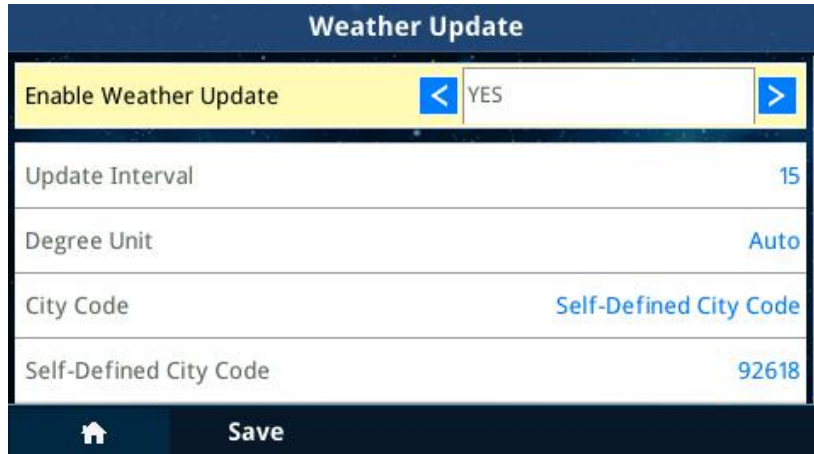 Weather Update
Enable Weather Update < YES >
Update Interval 15
Degree Unit Auto
City Code Self-Defined City Code
Self-Defined City Code 92618
Save